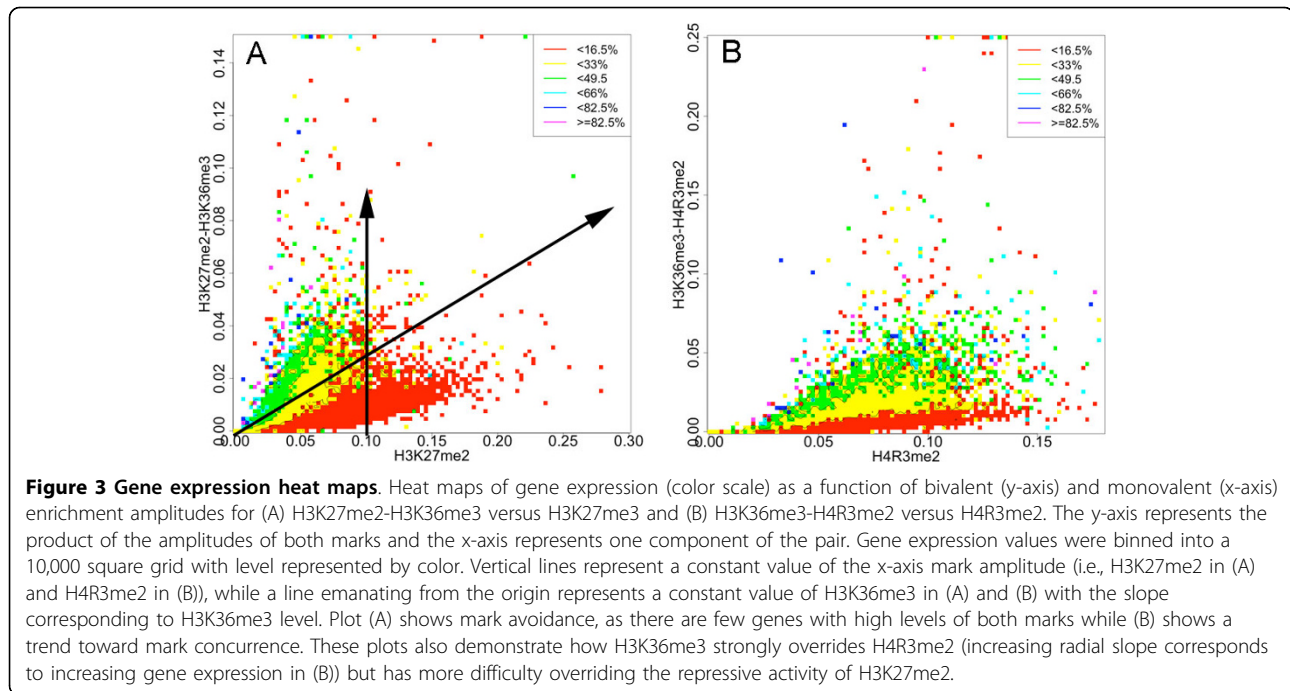 A
<16.5%
<33%
<49.5
<66%
<82.5%
>=82.5%
H3K27me2-H3K36me3
0.00 0.02 0.04 0.06 0.08 0.10 0.12 0.14
0.00 0.05 0.10 0.15 0.20 0.25 0.30
H3K27me2
B
<16.5%
<33%
<49.5
<66%
<82.5%
>=82.5%
H3K36me3-H4R3me2
0.00 0.05 0.10 0.15 0.20 0.25
0.00 0.05 0.10 0.15
H4R3me2
Figure 3 Gene expression heat maps. Heat maps of gene expression (color scale) as a function of bivalent (y-axis) and monovalent (x-axis)
enrichment amplitudes for (A) H3K27me2-H3K36me3 versus H3K27me3 and (B) H3K36me3-H4R3me2 versus H4R3me2. The y-axis represents the
product of the amplitudes of both marks and the x-axis represents one component of the pair. Gene expression values were binned into a
10,000 square grid with level represented by color. Vertical lines represent a constant value of the x-axis mark amplitude (i.e., H3K27me2 in (A)
and H4R3me2 in (B)), while a line emanating from the origin represents a constant value of H3K36me3 in (A) and (B) with the slope
corresponding to H3K36me3 level. Plot (A) shows mark avoidance, as there are few genes with high levels of both marks while (B) shows a
trend toward mark concurrence. These plots also demonstrate how H3K36me3 strongly overrides H4R3me2 (increasing radial slope corresponds
to increasing gene expression in (B)) but has more difficulty overriding the repressive activity of H3K27me2.